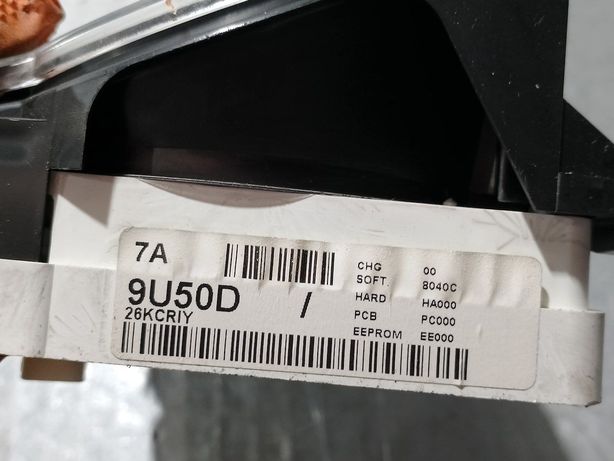 7A
9U50D /
26KCRIY
CHG 00
SOFT. 8040C
HARD HA000
PCB PC000
EEPROM EE000